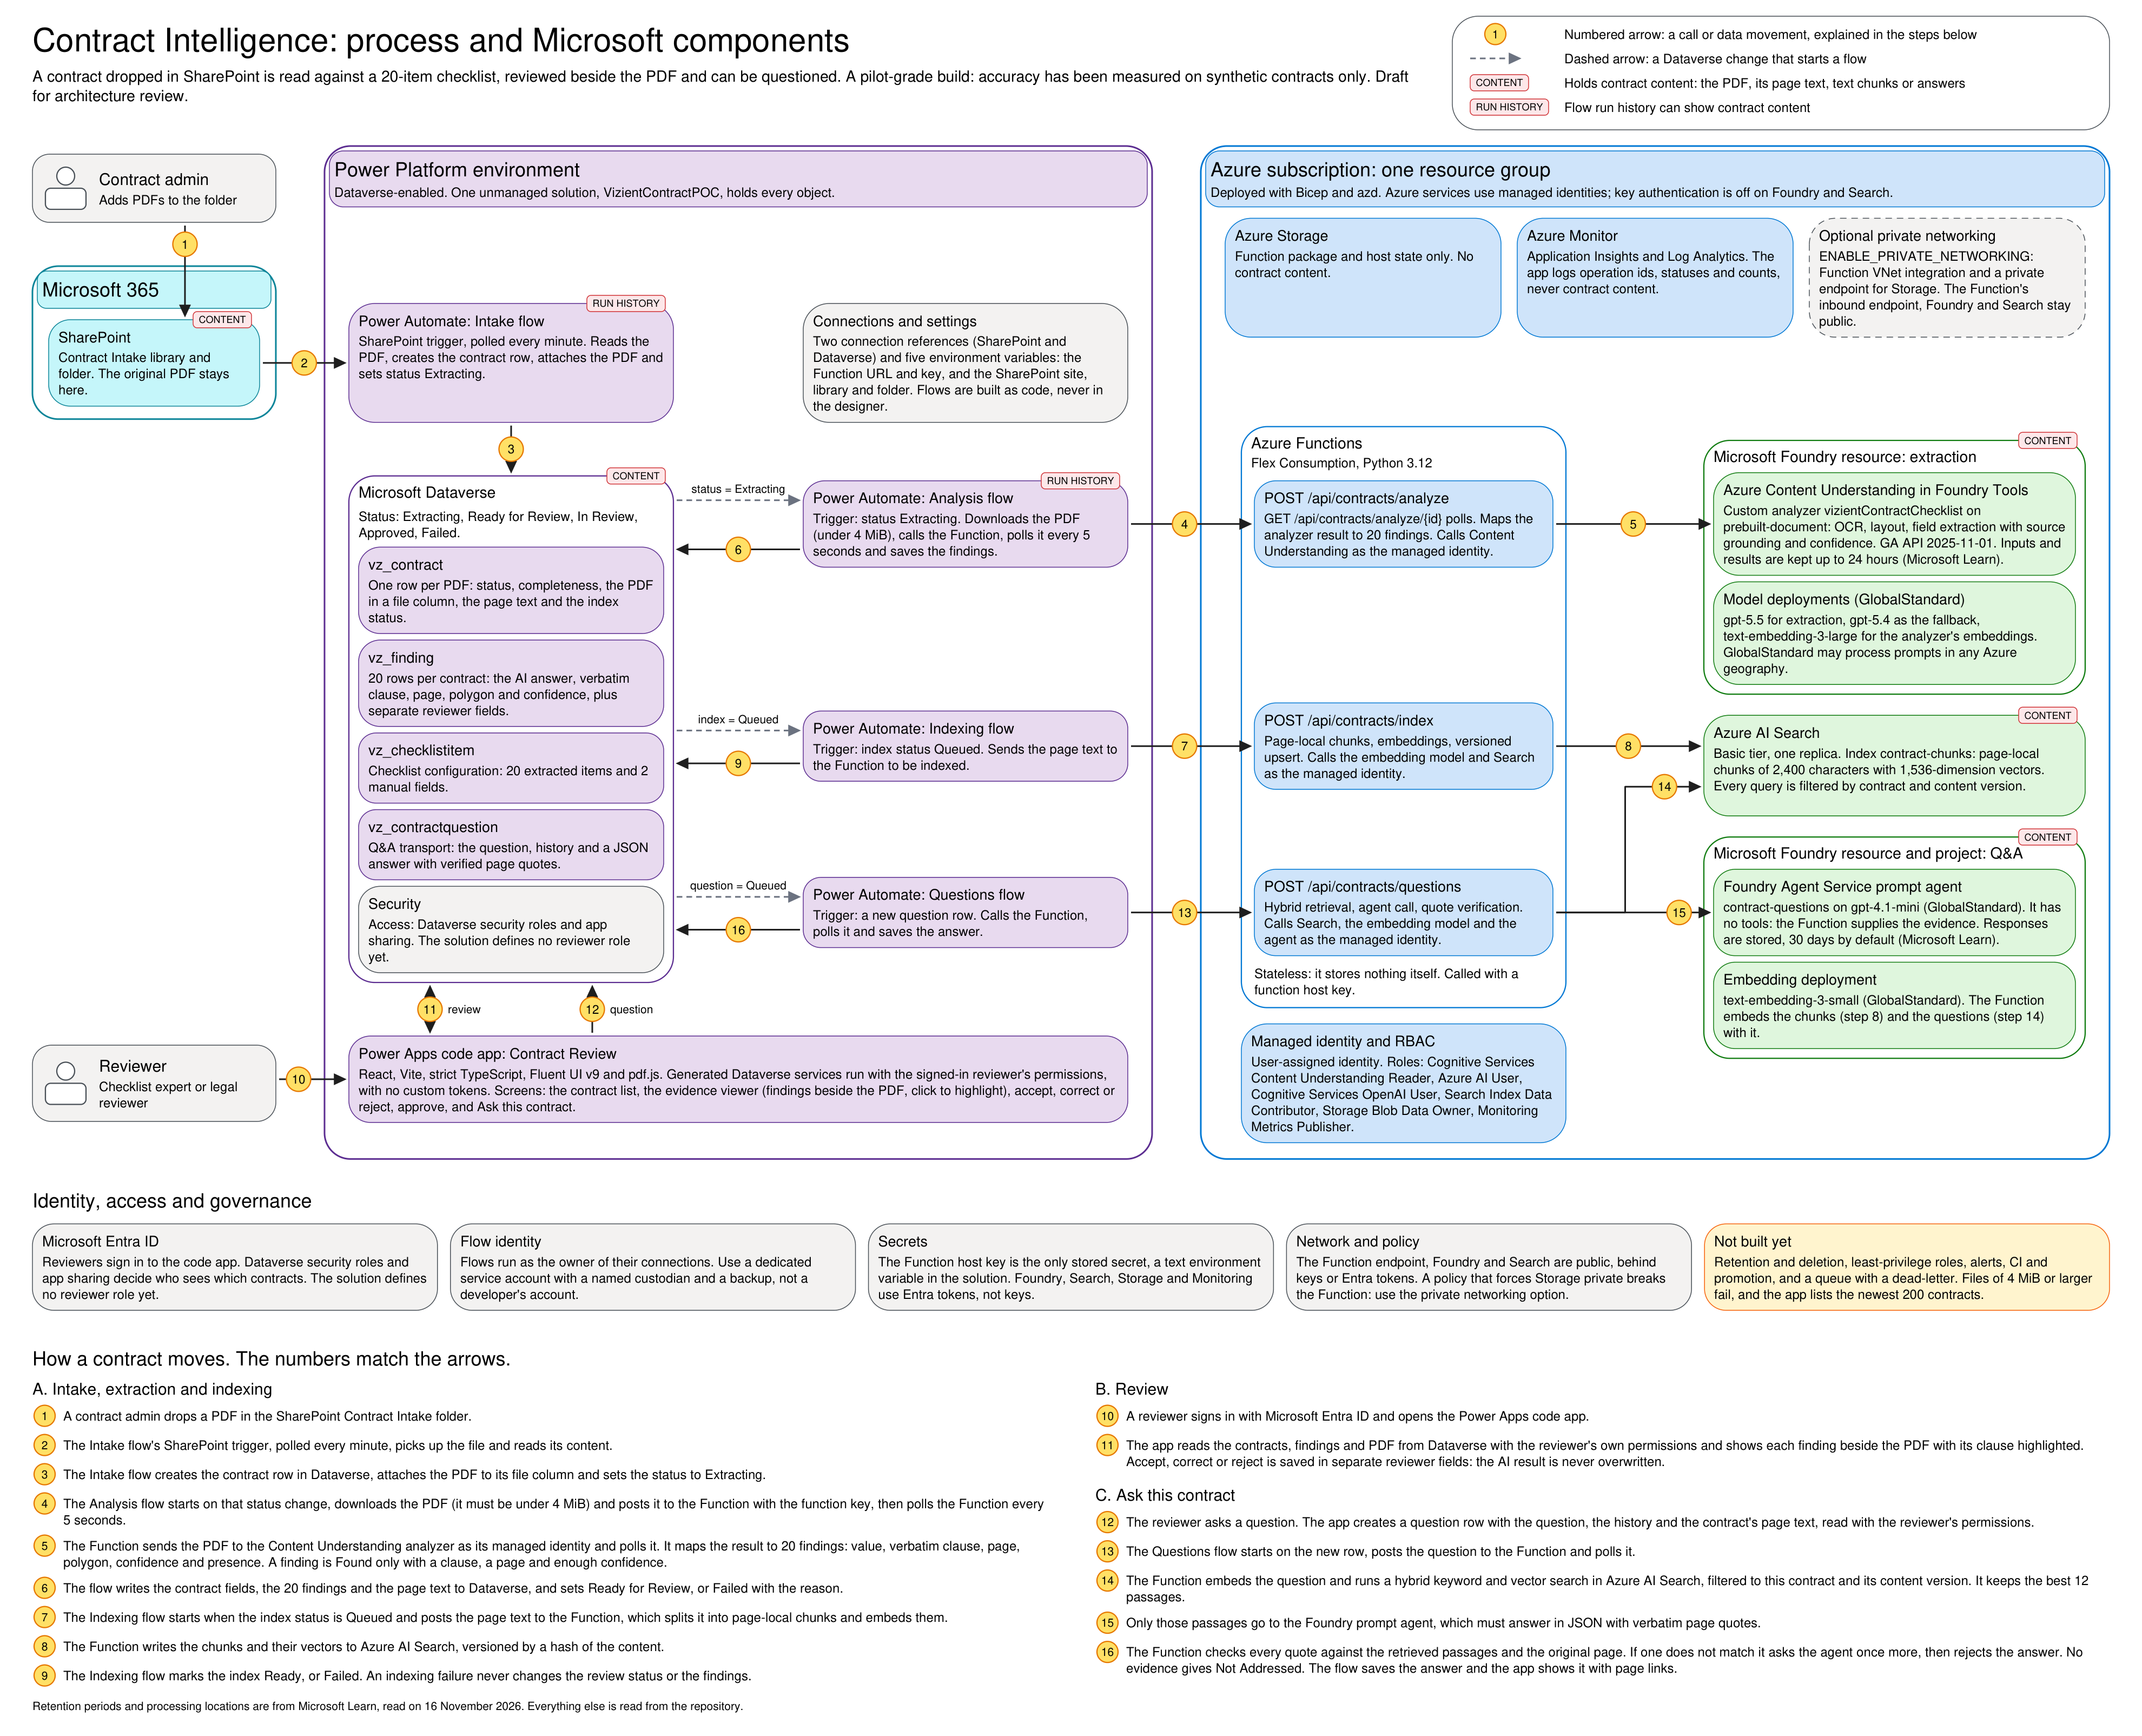 Contract Intelligence: process and Microsoft components
A contract dropped in SharePoint is read against a 20-item checklist, reviewed beside the PDF and can be questioned. A pilot-grade build: accuracy has been measured on synthetic contracts only. Draft
for architecture review.
1
Numbered arrow: a call or data movement, explained in the steps below
Dashed arrow: a Dataverse change that starts a flow
CONTENT
Holds contract content: the PDF, its page text, text chunks or answers
RUN HISTORY
Flow run history can show contract content
Contract admin
Adds PDFs to the folder
1
Microsoft 365
CONTENT
SharePoint
Contract Intake library and
folder. The original PDF stays
here.
2
Power Platform environment
Dataverse-enabled. One unmanaged solution, VizientContractPOC, holds every object.
RUN HISTORY
Power Automate: Intake flow
SharePoint trigger, polled every minute. Reads the
PDF, creates the contract row, attaches the PDF and
sets status Extracting.
Connections and settings
Two connection references (SharePoint and
Dataverse) and five environment variables: the
Function URL and key, and the SharePoint site,
library and folder. Flows are built as code, never in
the designer.
3
CONTENT
Microsoft Dataverse
Status: Extracting, Ready for Review, In Review,
Approved, Failed.
vz_contract
One row per PDF: status, completeness, the PDF
in a file column, the page text and the index
status.
vz_finding
20 rows per contract: the AI answer, verbatim
clause, page, polygon and confidence, plus
separate reviewer fields.
vz_checklistitem
Checklist configuration: 20 extracted items and 2
manual fields.
vz_contractquestion
Q&A transport: the question, history and a JSON
answer with verified page quotes.
Security
Access: Dataverse security roles and app
sharing. The solution defines no reviewer role
yet.
status = Extracting
6
RUN HISTORY
Power Automate: Analysis flow
Trigger: status Extracting. Downloads the PDF
(under 4 MiB), calls the Function, polls it every 5
seconds and saves the findings.
index = Queued
9
Power Automate: Indexing flow
Trigger: index status Queued. Sends the page text to
the Function to be indexed.
question = Queued
16
Power Automate: Questions flow
Trigger: a new question row. Calls the Function,
polls it and saves the answer.
11
review
12
question
Reviewer
Checklist expert or legal
reviewer
10
Power Apps code app: Contract Review
React, Vite, strict TypeScript, Fluent UI v9 and pdf.js. Generated Dataverse services run with the signed-in reviewer's permissions,
with no custom tokens. Screens: the contract list, the evidence viewer (findings beside the PDF, click to highlight), accept, correct or
reject, approve, and Ask this contract.
4
7
13
Azure subscription: one resource group
Deployed with Bicep and azd. Azure services use managed identities; key authentication is off on Foundry and Search.
Azure Storage
Function package and host state only. No
contract content.
Azure Monitor
Application Insights and Log Analytics. The
app logs operation ids, statuses and counts,
never contract content.
Optional private networking
ENABLE_PRIVATE_NETWORKING:
Function VNet integration and a private
endpoint for Storage. The Function's
inbound endpoint, Foundry and Search stay
public.
Azure Functions
Flex Consumption, Python 3.12
POST /api/contracts/analyze
GET /api/contracts/analyze/{id} polls. Maps the
analyzer result to 20 findings. Calls Content
Understanding as the managed identity.
POST /api/contracts/index
Page-local chunks, embeddings, versioned
upsert. Calls the embedding model and Search
as the managed identity.
POST /api/contracts/questions
Hybrid retrieval, agent call, quote verification.
Calls Search, the embedding model and the
agent as the managed identity.
Stateless: it stores nothing itself. Called with a
function host key.
Managed identity and RBAC
User-assigned identity. Roles: Cognitive Services
Content Understanding Reader, Azure AI User,
Cognitive Services OpenAI User, Search Index Data
Contributor, Storage Blob Data Owner, Monitoring
Metrics Publisher.
5
8
14
15
CONTENT
Microsoft Foundry resource: extraction
Azure Content Understanding in Foundry Tools
Custom analyzer vizientContractChecklist on
prebuilt-document: OCR, layout, field extraction with source
grounding and confidence. GA API 2025-11-01. Inputs and
results are kept up to 24 hours (Microsoft Learn).
Model deployments (GlobalStandard)
gpt-5.5 for extraction, gpt-5.4 as the fallback,
text-embedding-3-large for the analyzer's embeddings.
GlobalStandard may process prompts in any Azure
geography.
CONTENT
Azure AI Search
Basic tier, one replica. Index contract-chunks: page-local
chunks of 2,400 characters with 1,536-dimension vectors.
Every query is filtered by contract and content version.
CONTENT
Microsoft Foundry resource and project: Q&A
Foundry Agent Service prompt agent
contract-questions on gpt-4.1-mini (GlobalStandard). It has
no tools: the Function supplies the evidence. Responses
are stored, 30 days by default (Microsoft Learn).
Embedding deployment
text-embedding-3-small (GlobalStandard). The Function
embeds the chunks (step 8) and the questions (step 14)
with it.
Identity, access and governance
Microsoft Entra ID
Reviewers sign in to the code app. Dataverse security roles and
app sharing decide who sees which contracts. The solution defines
no reviewer role yet.
Flow identity
Flows run as the owner of their connections. Use a dedicated
service account with a named custodian and a backup, not a
developer's account.
Secrets
The Function host key is the only stored secret, a text environment
variable in the solution. Foundry, Search, Storage and Monitoring
use Entra tokens, not keys.
Network and policy
The Function endpoint, Foundry and Search are public, behind
keys or Entra tokens. A policy that forces Storage private breaks
the Function: use the private networking option.
Not built yet
Retention and deletion, least-privilege roles, alerts, CI and
promotion, and a queue with a dead-letter. Files of 4 MiB or larger
fail, and the app lists the newest 200 contracts.
How a contract moves. The numbers match the arrows.
A. Intake, extraction and indexing
1 A contract admin drops a PDF in the SharePoint Contract Intake folder.
2 The Intake flow's SharePoint trigger, polled every minute, picks up the file and reads its content.
3 The Intake flow creates the contract row in Dataverse, attaches the PDF to its file column and sets the status to Extracting.
4 The Analysis flow starts on that status change, downloads the PDF (it must be under 4 MiB) and posts it to the Function with the function key, then polls the Function every
5 seconds.
5 The Function sends the PDF to the Content Understanding analyzer as its managed identity and polls it. It maps the result to 20 findings: value, verbatim clause, page,
polygon, confidence and presence. A finding is Found only with a clause, a page and enough confidence.
6 The flow writes the contract fields, the 20 findings and the page text to Dataverse, and sets Ready for Review, or Failed with the reason.
7 The Indexing flow starts when the index status is Queued and posts the page text to the Function, which splits it into page-local chunks and embeds them.
8 The Function writes the chunks and their vectors to Azure AI Search, versioned by a hash of the content.
9 The Indexing flow marks the index Ready, or Failed. An indexing failure never changes the review status or the findings.
B. Review
10 A reviewer signs in with Microsoft Entra ID and opens the Power Apps code app.
11 The app reads the contracts, findings and PDF from Dataverse with the reviewer's own permissions and shows each finding beside the PDF with its clause highlighted.
Accept, correct or reject is saved in separate reviewer fields: the AI result is never overwritten.
C. Ask this contract
12 The reviewer asks a question. The app creates a question row with the question, the history and the contract's page text, read with the reviewer's permissions.
13 The Questions flow starts on the new row, posts the question to the Function and polls it.
14 The Function embeds the question and runs a hybrid keyword and vector search in Azure AI Search, filtered to this contract and its content version. It keeps the best 12
passages.
15 Only those passages go to the Foundry prompt agent, which must answer in JSON with verbatim page quotes.
16 The Function checks every quote against the retrieved passages and the original page. If one does not match it asks the agent once more, then rejects the answer. No
evidence gives Not Addressed. The flow saves the answer and the app shows it with page links.
Retention periods and processing locations are from Microsoft Learn, read on 16 November 2026. Everything else is read from the repository.